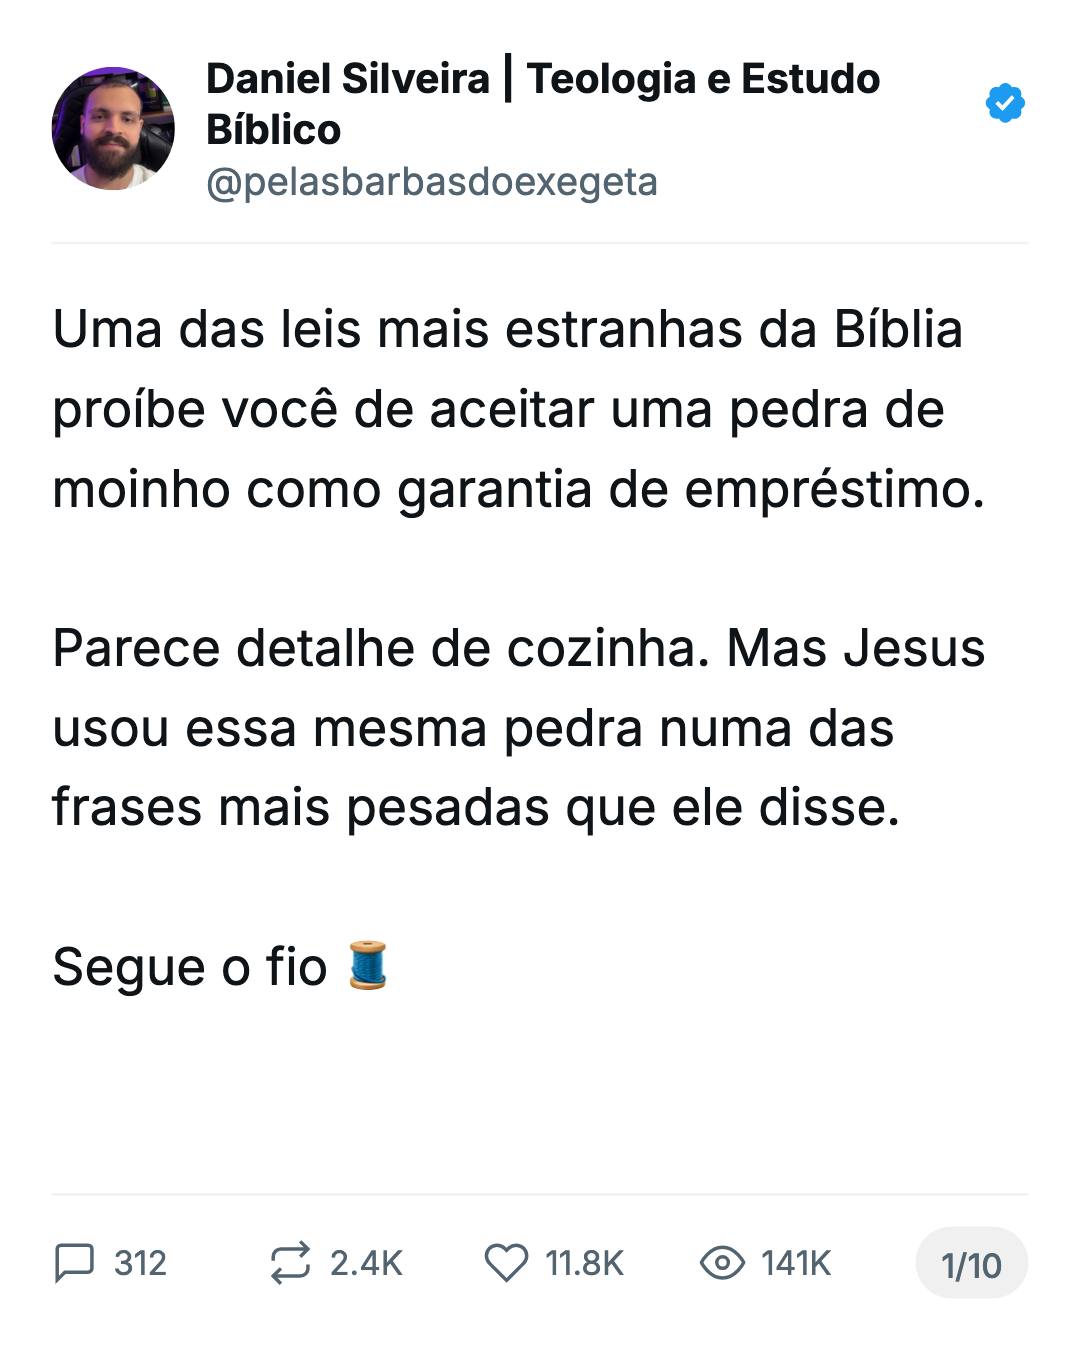 Daniel Silveira | Teologia e Estudo
Bíblico
@pelasbarbasdoexegeta
Uma das leis mais estranhas da Bíblia
proíbe você de aceitar uma pedra de
moinho como garantia de empréstimo.
Parece detalhe de cozinha. Mas Jesus
usou essa mesma pedra numa das
frases mais pesadas que ele disse.
Segue o fio 🧵
312 2.4K 11.8K 141K 1/10